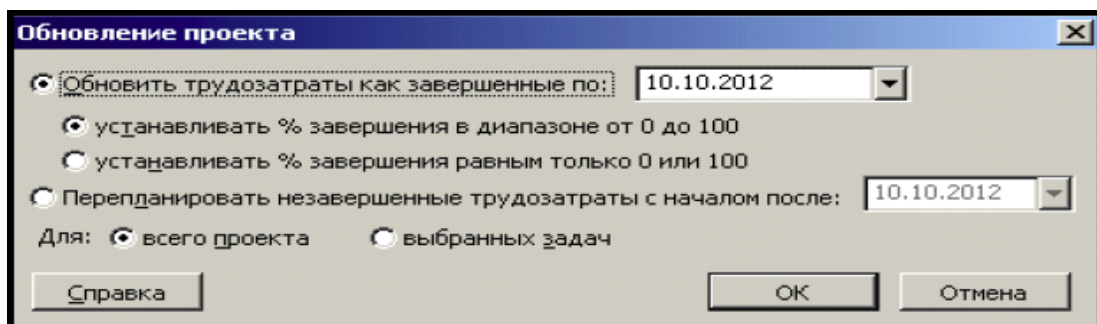 Обновление проекта
Обновить трудозатраты как завершенные по: 10.10.2012
устанавливать % завершения в диапазоне от 0 до 100
устанавливать % завершения равным только 0 или 100
Перепланировать незавершенные трудозатраты с началом после: 10.10.2012
Для: всего проекта выбранных задач
Справка ОК Отмена